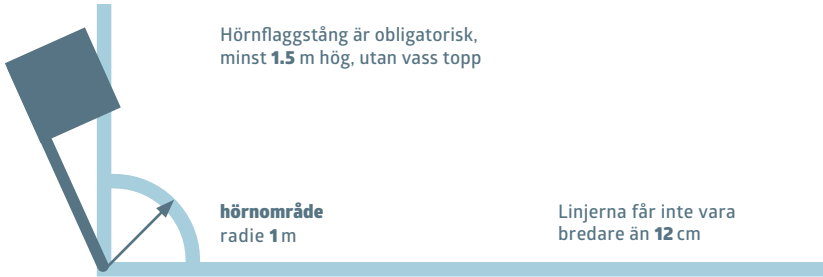 Hörnflaggstång är obligatorisk,
minst 1.5 m hög, utan vass topp
hörnområde
radie 1 m
Linjerna får inte vara
bredare än 12 cm